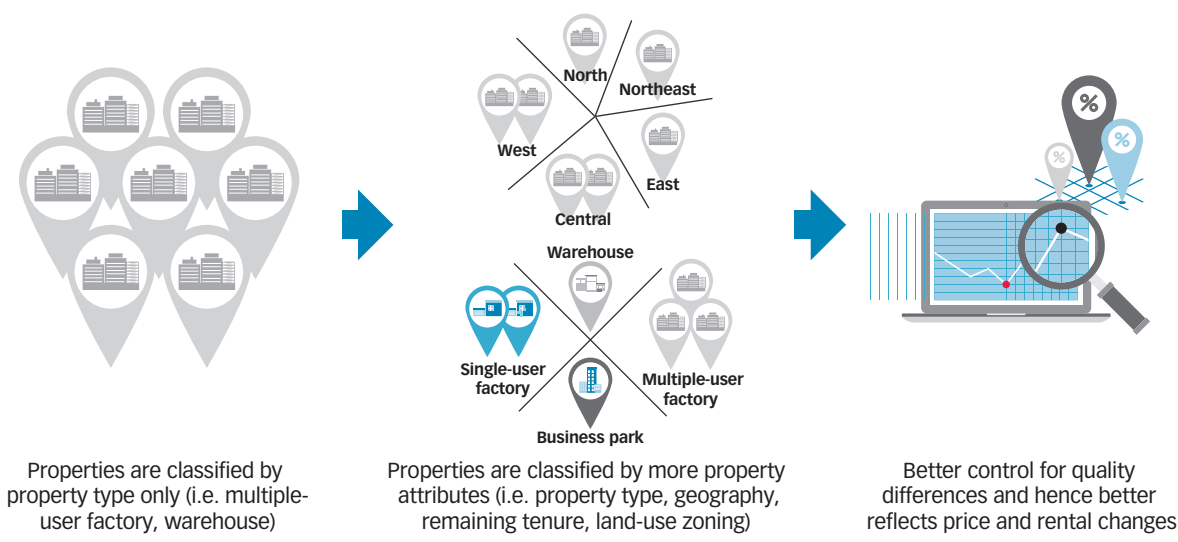 North
Northeast
West
East
Central
Warehouse
Single-user
factory
Multiple-user
factory
Business park
%
%
%
Properties are classified by
property type only (i.e. multiple-
user factory, warehouse)
Properties are classified by more property
attributes (i.e. property type, geography,
remaining tenure, land-use zoning)
Better control for quality
differences and hence better
reflects price and rental changes